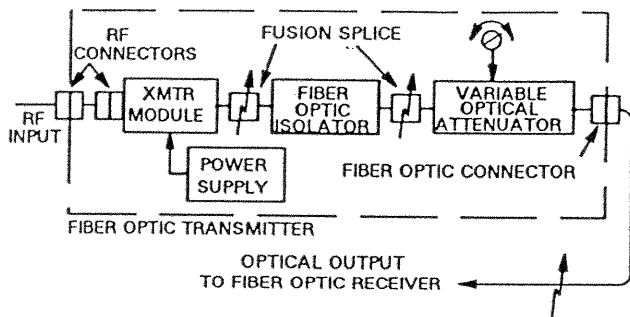 RF
CONNECTORS
FUSION SPLICE
XMTR
MODULE
FIBER
OPTIC
ISOLATOR
VARIABLE
OPTICAL
ATTENUATOR
RF
INPUT
POWER
SUPPLY
FIBER OPTIC CONNECTOR
FIBER OPTIC TRANSMITTER
OPTICAL OUTPUT
TO FIBER OPTIC RECEIVER